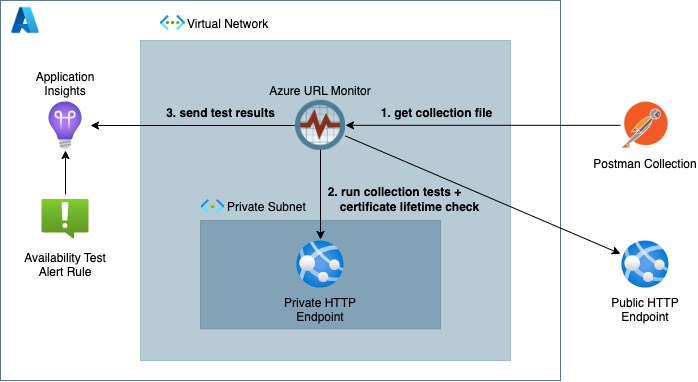 Virtual Network
Application
Insights
Azure URL Monitor
3. send test results
1. get collection file
Postman Collection
2. run collection tests +
certificate lifetime check
Private Subnet
Availability Test
Alert Rule
Private HTTP
Endpoint
Public HTTP
Endpoint